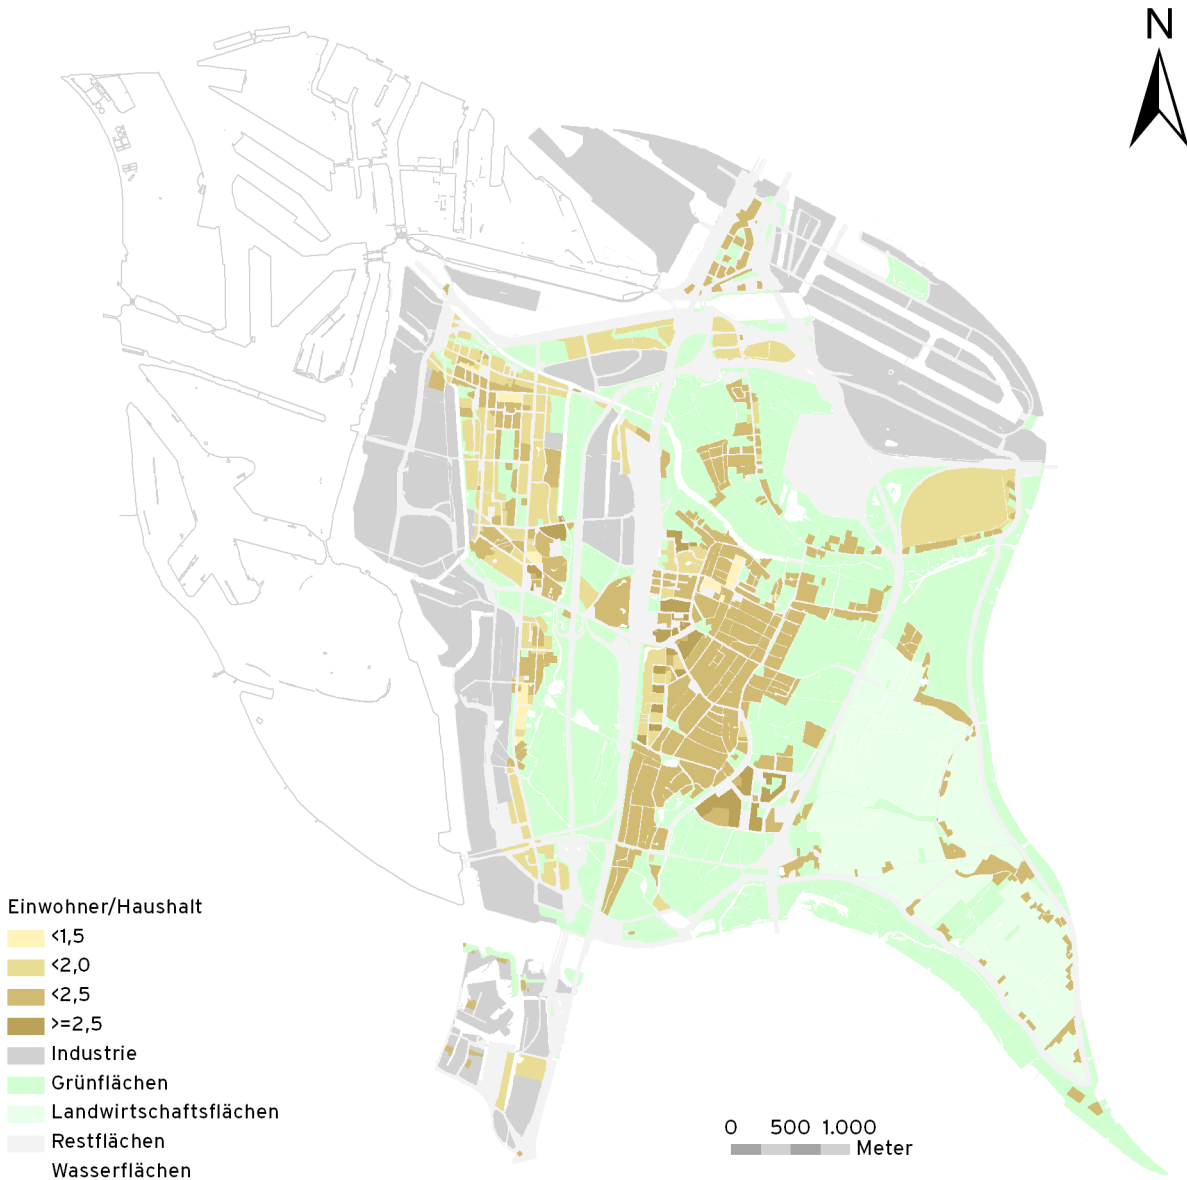 N
Einwohner/Haushalt
<1,5
<2,0
<2,5
>=2,5
Industrie
Grünflächen
Landwirtschaftsflächen
Restflächen
Wasserflächen
0 500 1.000
Meter